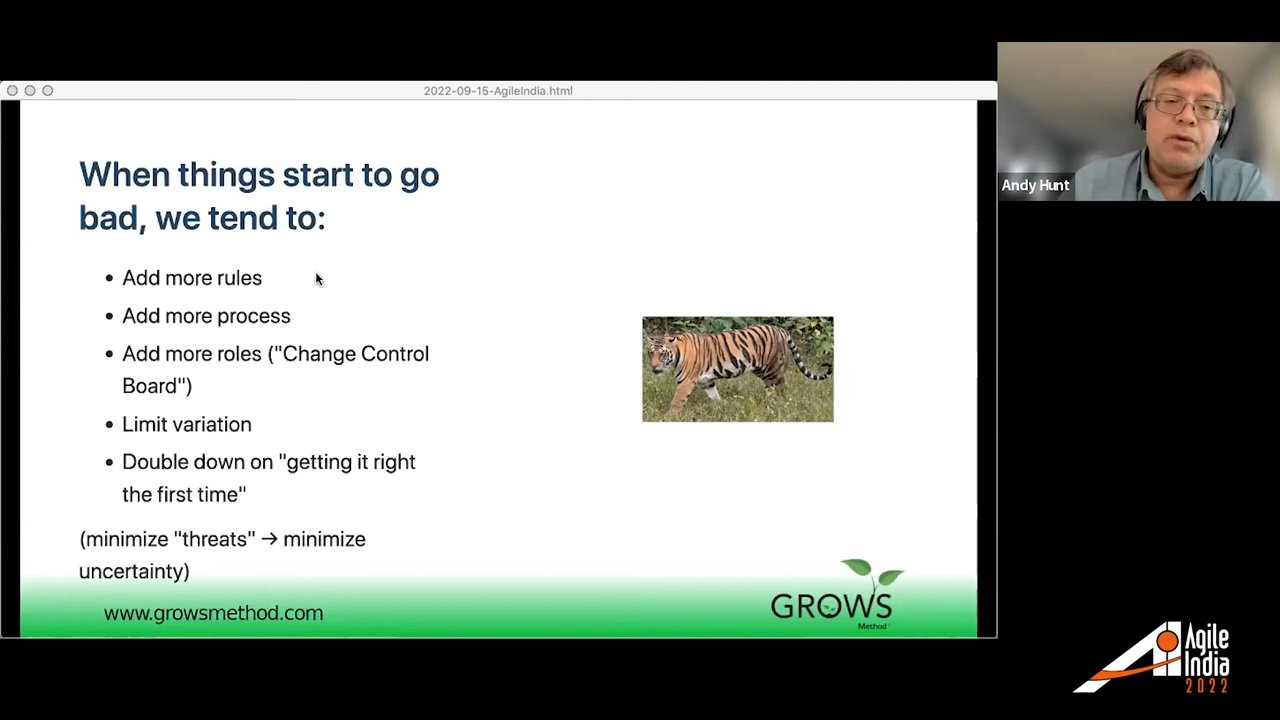 2022-09-15-AgileIndia.html
When things start to go
bad, we tend to:
• Add more rules
• Add more process
• Add more roles ("Change Control
Board")
• Limit variation
• Double down on "getting it right
the first time"
(minimize "threats" → minimize
uncertainty)
www.growsmethod.com
GROWS
Method
Andy Hunt
Agile
India
2022